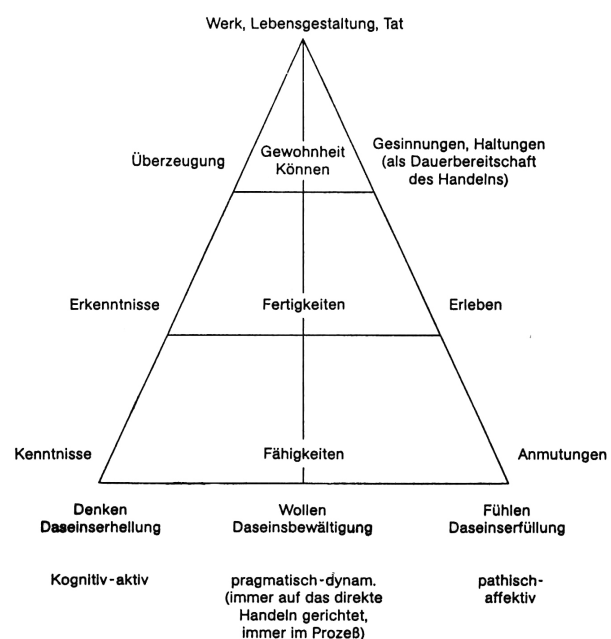 Werk, Lebensgestaltung, Tat
Überzeugung
Gewohnheit
Können
Gesinnungen, Haltungen
(als Dauerbereitschaft
des Handelns)
Erkenntnisse
Fertigkeiten
Erleben
Kenntnisse
Fähigkeiten
Anmutungen
Denken
Daseinserhellung
Wollen
Daseinsbewältigung
Fühlen
Daseinserfüllung
Kognitiv-aktiv
pragmatisch-dynam.
(immer auf das direkte
Handeln gerichtet,
immer im Prozeß)
pathisch-
affektiv